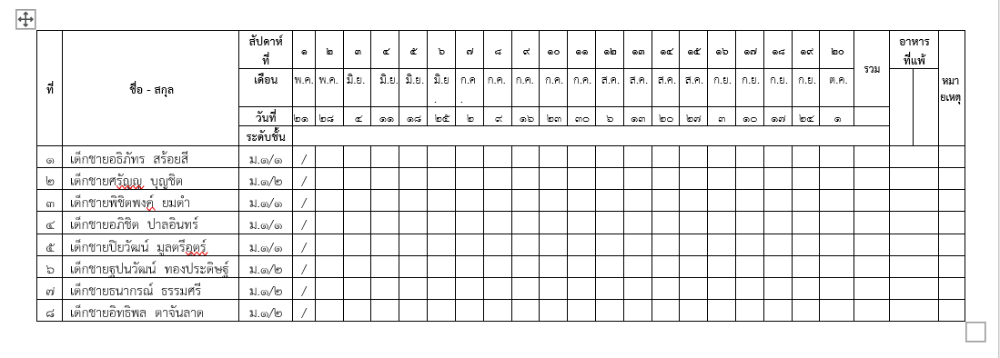 ที่ ชื่อ - สกุล สัปดาห์ที่ ๑ ๒ ๓ ๔ ๕ ๖ ๗ ๘ ๙ ๑๐ ๑๑ ๑๒ ๑๓ ๑๔ ๑๕ ๑๖ ๑๗ ๑๘ ๑๙ ๒๐ รวม อาหารที่แพ้ หมายเหตุ
เดือน พ.ค. พ.ค. มิ.ย. มิ.ย. มิ.ย. มิ.ย. ก.ค. ก.ค. ก.ค. ก.ค. ก.ค. ส.ค. ส.ค. ส.ค. ส.ค. ก.ย. ก.ย. ก.ย. ก.ย. ต.ค.
วันที่ ๒๑ ๒๘ ๔ ๑๑ ๑๘ ๒๕ ๒ ๙ ๑๖ ๒๓ ๓๐ ๖ ๑๓ ๒๐ ๒๗ ๓ ๑๐ ๑๗ ๒๔ ๑
ระดับชั้น
๑ เด็กชายอธิภัทร สร้อยสี ม.๑/๑ /
๒ เด็กชายศรัญญู บุญชิต ม.๑/๒ /
๓ เด็กชายพิชิตพงค์ ยมดำ ม.๑/๑ /
๔ เด็กชายอภิชิต ปาลอินทร์ ม.๑/๑ /
๕ เด็กชายปิยวัฒน์ มูลตรีอุตร์ ม.๑/๑ /
๖ เด็กชายฐปนวัฒน์ ทองประดิษฐ์ ม.๑/๒ /
๗ เด็กชายธนากรณ์ ธรรมศรี ม.๑/๒ /
๘ เด็กชายอิทธิพล ตาจันลาด ม.๑/๒ /